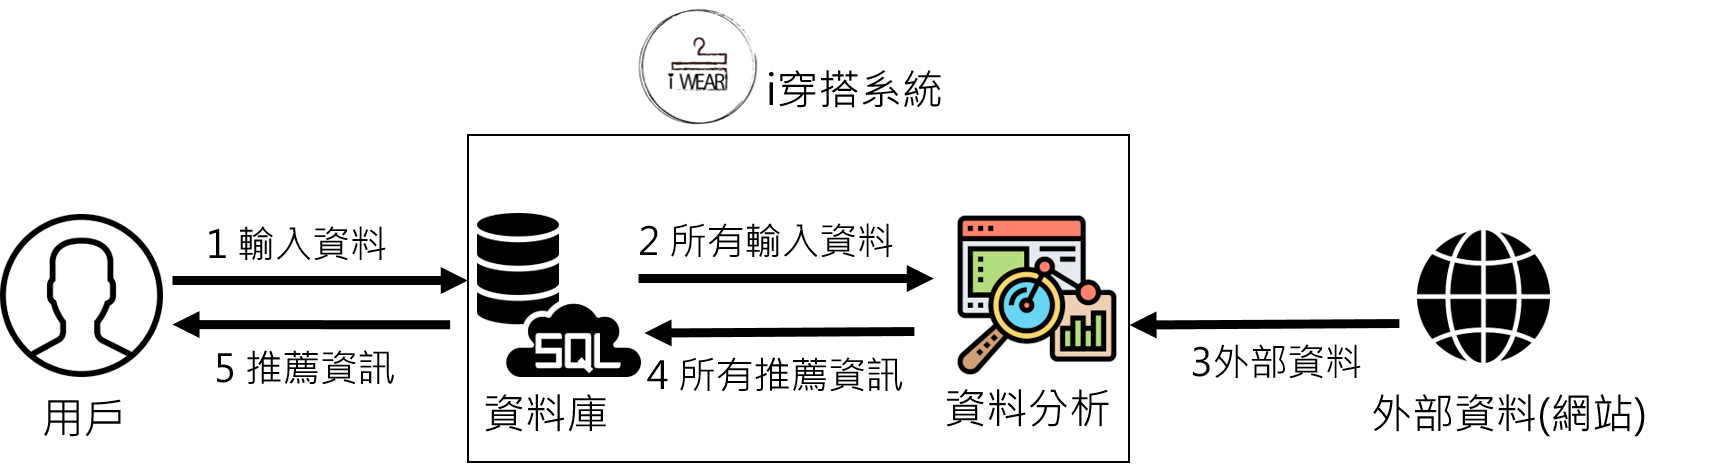 i WEAR
i穿搭系統
1 輸入資料
2 所有輸入資料
SQL
5 推薦資訊
4 所有推薦資訊
3外部資料
用戶
資料庫
資料分析
外部資料(網站)